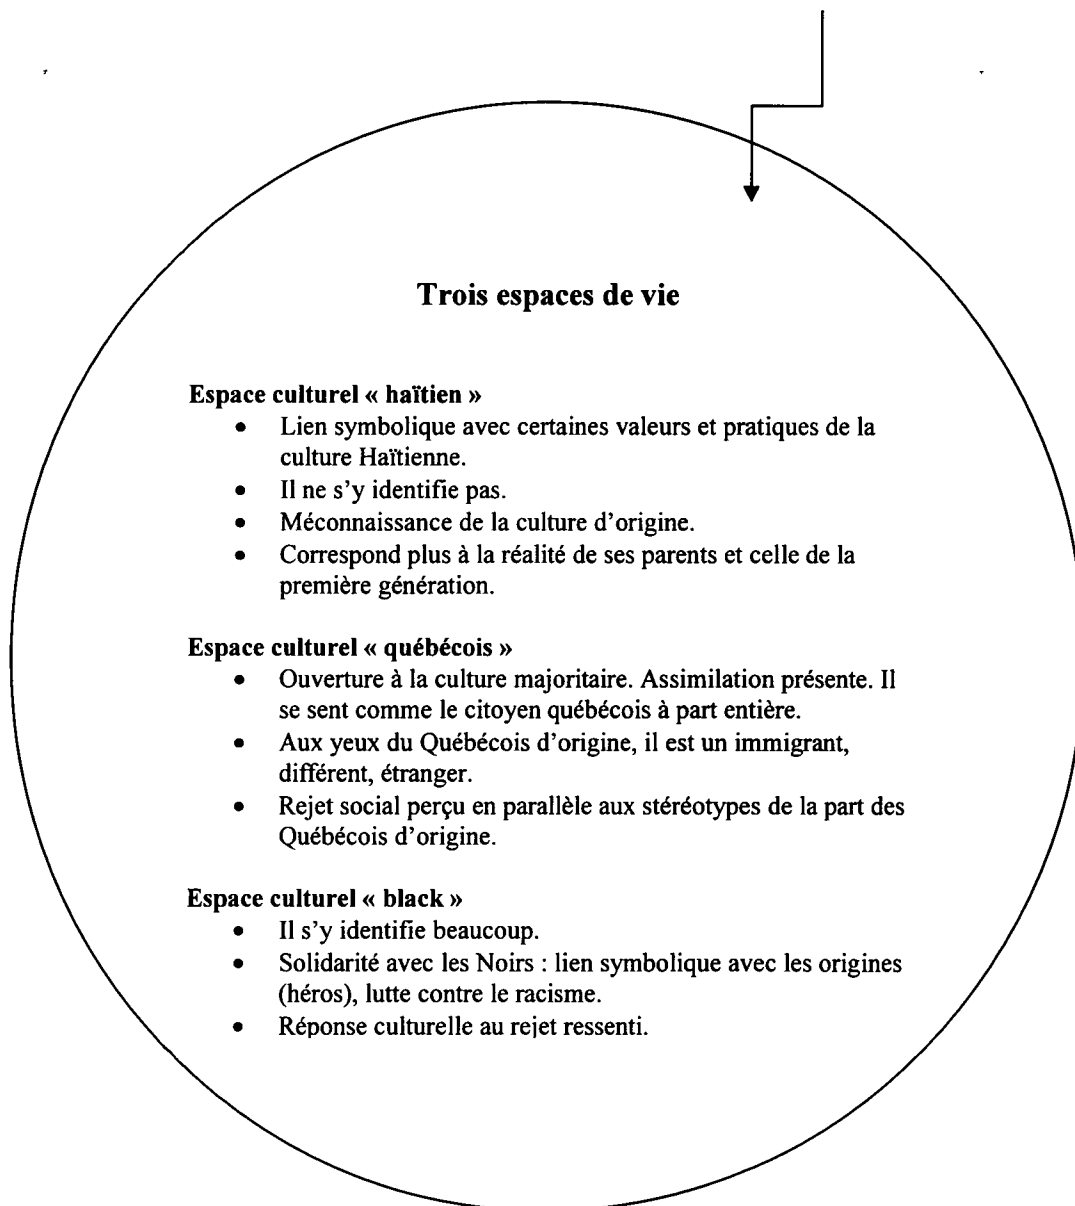 Trois espaces de vie
Espace culturel « haïtien »
• Lien symbolique avec certaines valeurs et pratiques de la
culture Haïtienne.
• Il ne s'y identifie pas.
• Méconnaissance de la culture d'origine.
• Correspond plus à la réalité de ses parents et celle de la
première génération.
Espace culturel « québécois »
• Ouverture à la culture majoritaire. Assimilation présente. Il
se sent comme le citoyen québécois à part entière.
• Aux yeux du Québécois d'origine, il est un immigrant,
différent, étranger.
• Rejet social perçu en parallèle aux stéréotypes de la part des
Québécois d'origine.
Espace culturel « black »
• Il s'y identifie beaucoup.
• Solidarité avec les Noirs : lien symbolique avec les origines
(héros), lutte contre le racisme.
• Réponse culturelle au rejet ressenti.